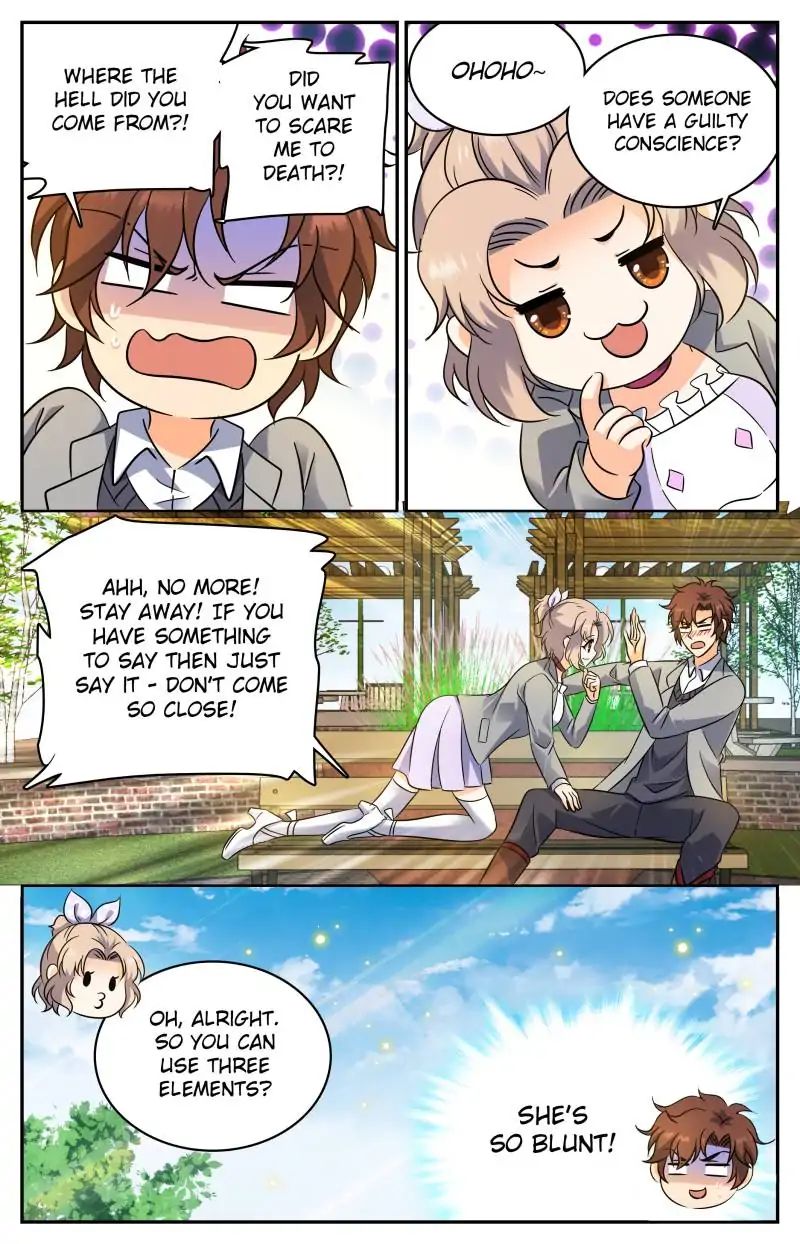 WHERE THE
HELL DID YOU
COME FROM?!
DID
YOU WANT
TO SCARE
ME TO
DEATH?!
OHOHO~
DOES SOMEONE
HAVE A GUILTY
CONSCIENCE?
AHH, NO MORE!
STAY AWAY! IF YOU
HAVE SOMETHING
TO SAY THEN JUST
SAY IT - DON'T COME
SO CLOSE!
OH, ALRIGHT.
SO YOU CAN
USE THREE
ELEMENTS?
SHE'S
SO BLUNT!